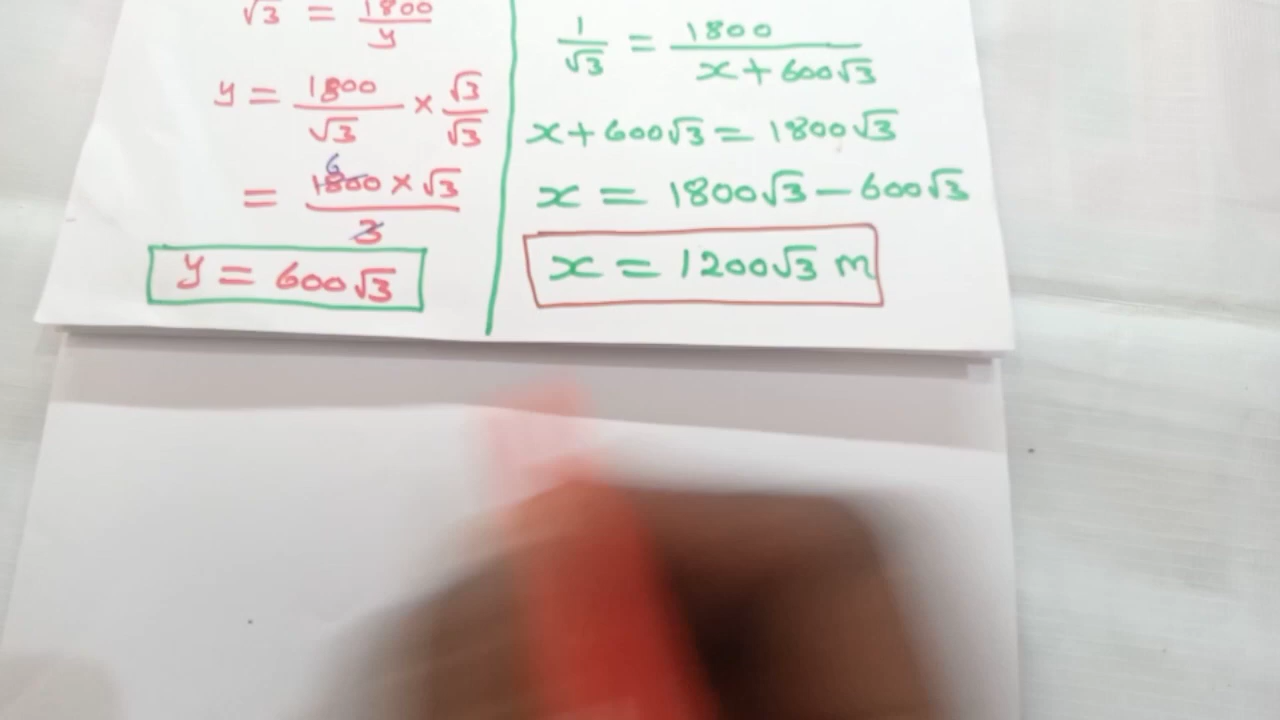 √3 = 1800/y
y = 1800/√3 × √3/√3
= 1800 6 × √3/3
y = 600√3
1/√3 = 1800/x + 600√3
x + 600√3 = 1800√3
x = 1800√3 - 600√3
x = 1200√3 m